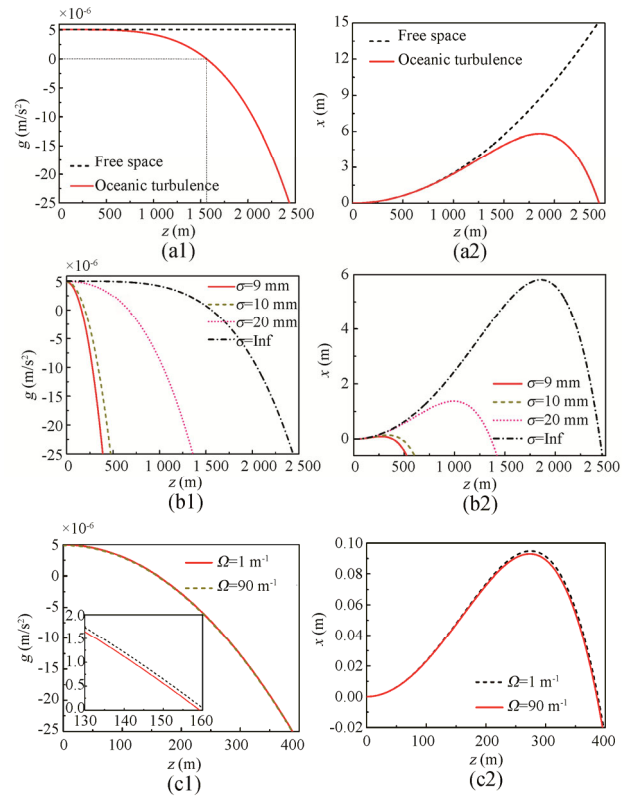 ×10⁻⁶
5
0
-5
-10
-15
-20
-25
g (m/s²)
Free space
Oceanic turbulence
0 500 1 000 1 500 2 000 2 500
z (m)
(a1)
15
12
9
6
3
0
x (m)
Free space
Oceanic turbulence
0 500 1 000 1 500 2 000 2 500
z (m)
(a2)
×10⁻⁶
5
0
-5
-10
-15
-20
-25
g (m/s²)
σ=9 mm
σ=10 mm
σ=20 mm
σ=Inf
0 500 1 000 1 500 2 000 2 500
z (m)
(b1)
6
4
2
0
x (m)
σ=9 mm
σ=10 mm
σ=20 mm
σ=Inf
0 500 1 000 1 500 2 000 2 500
z (m)
(b2)
×10⁻⁶
5
0
-5
-10
-15
-20
-25
g (m/s²)
Ω=1 m⁻¹
Ω=90 m⁻¹
2.0
1.5
1.0
0.5
0.0
130 140 150 160
0 100 200 300 400
z (m)
(c1)
0.10
0.08
0.06
0.04
0.02
0.00
-0.02
x (m)
Ω=1 m⁻¹
Ω=90 m⁻¹
0 100 200 300 400
z (m)
(c2)